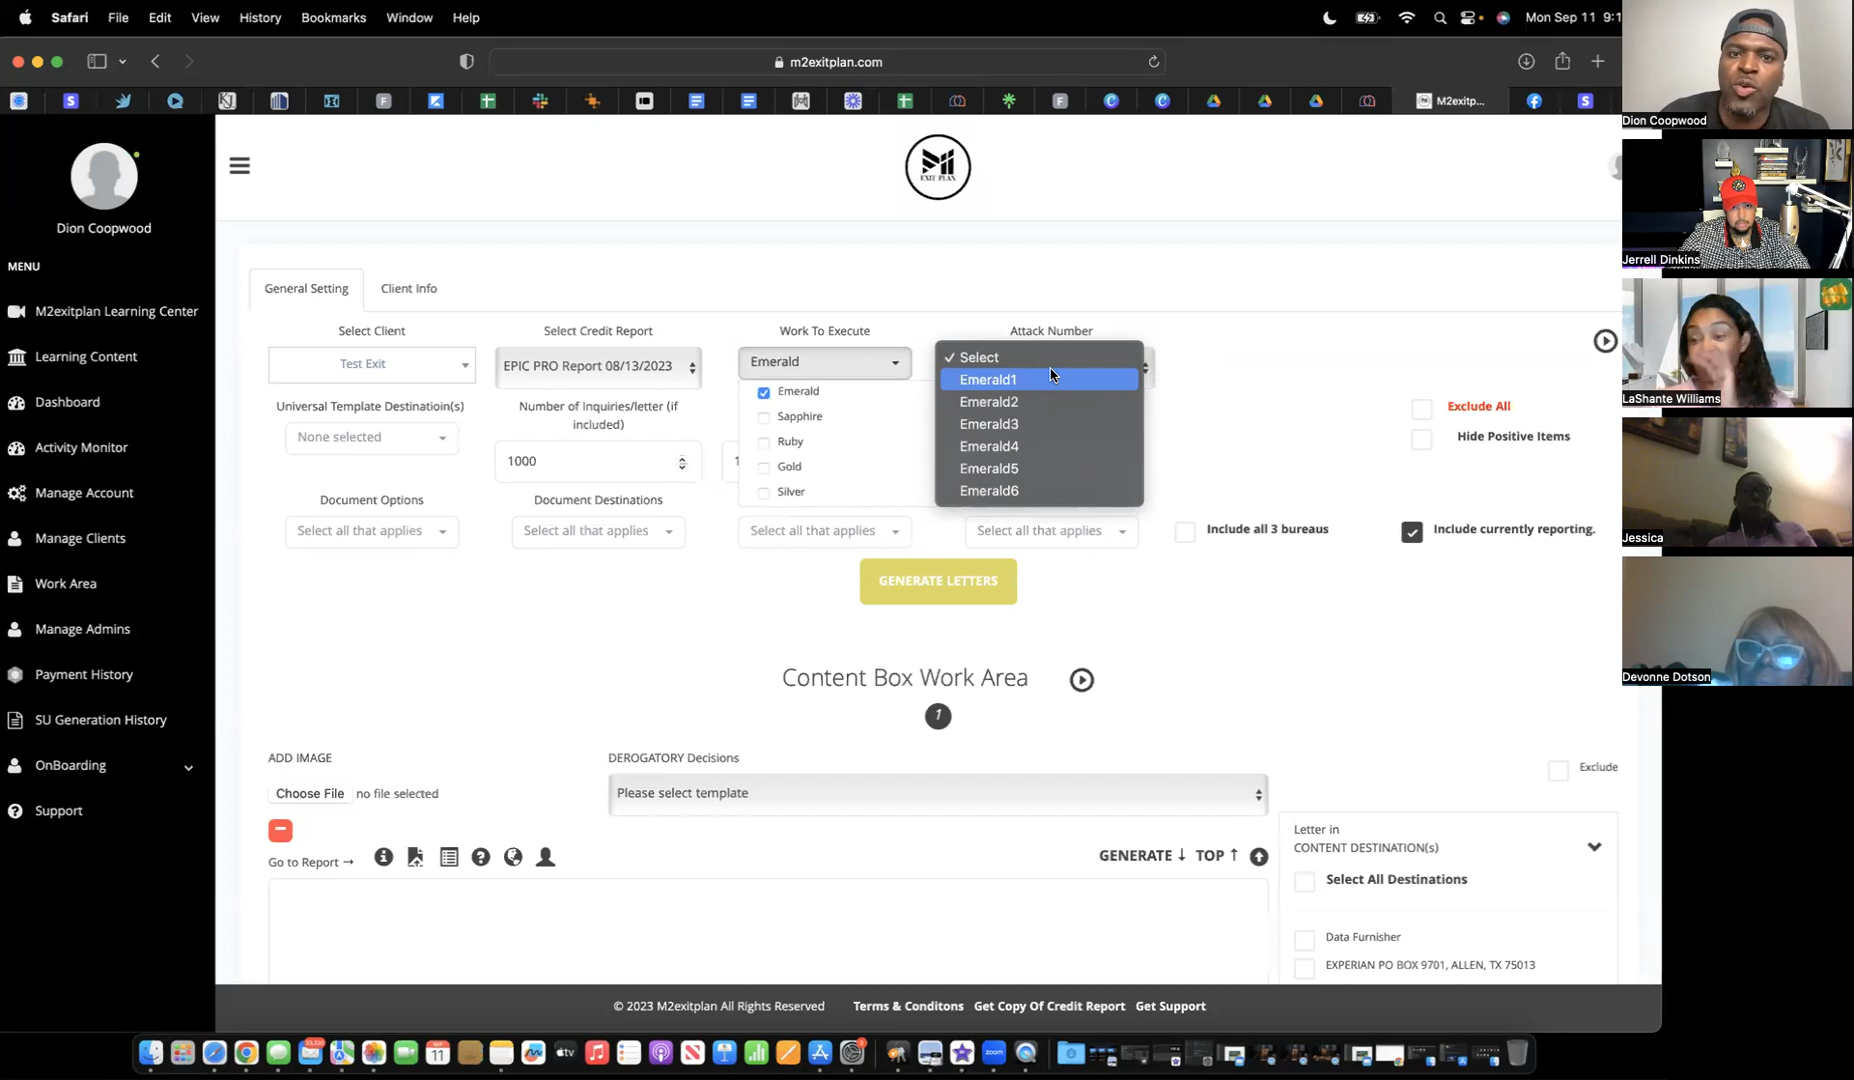 Safari File Edit View History Bookmarks Window Help
Mon Sep 11 9:1
m2exitplan.com
M2exitp...
EXIT PLAN
Dion Coopwood
MENU
M2exitplan Learning Center
Learning Content
Dashboard
Activity Monitor
Manage Account
Manage Clients
Work Area
Manage Admins
Payment History
SU Generation History
OnBoarding
Support
General Setting Client Info
Select Client Select Credit Report Work To Execute Attack Number
Test Exit EPIC PRO Report 08/13/2023 Emerald
Select
Emerald1
Emerald2
Emerald3
Emerald4
Emerald5
Emerald6
Emerald
Sapphire
Ruby
Gold
Silver
Universal Template Destinatioin(s) Number of Inquiries/letter (if
included)
None selected 1000
Exclude All
Hide Positive Items
Document Options Document Destinations
Select all that applies Select all that applies Select all that applies Select all that applies Include all 3 bureaus Include currently reporting.
GENERATE LETTERS
Content Box Work Area
1
ADD IMAGE DEROGATORY Decisions
Exclude
Choose File no file selected Please select template
Go to Report → GENERATE ↓ TOP ↑
Letter in
CONTENT DESTINATION(s)
Select All Destinations
Data Furnisher
EXPERIAN PO BOX 9701, ALLEN, TX 75013
© 2023 M2exitplan All Rights Reserved Terms & Conditons Get Copy Of Credit Report Get Support
Dion Coopwood
Jerrell Dinkins
LaShante Williams
Jessica
Devonne Dotson